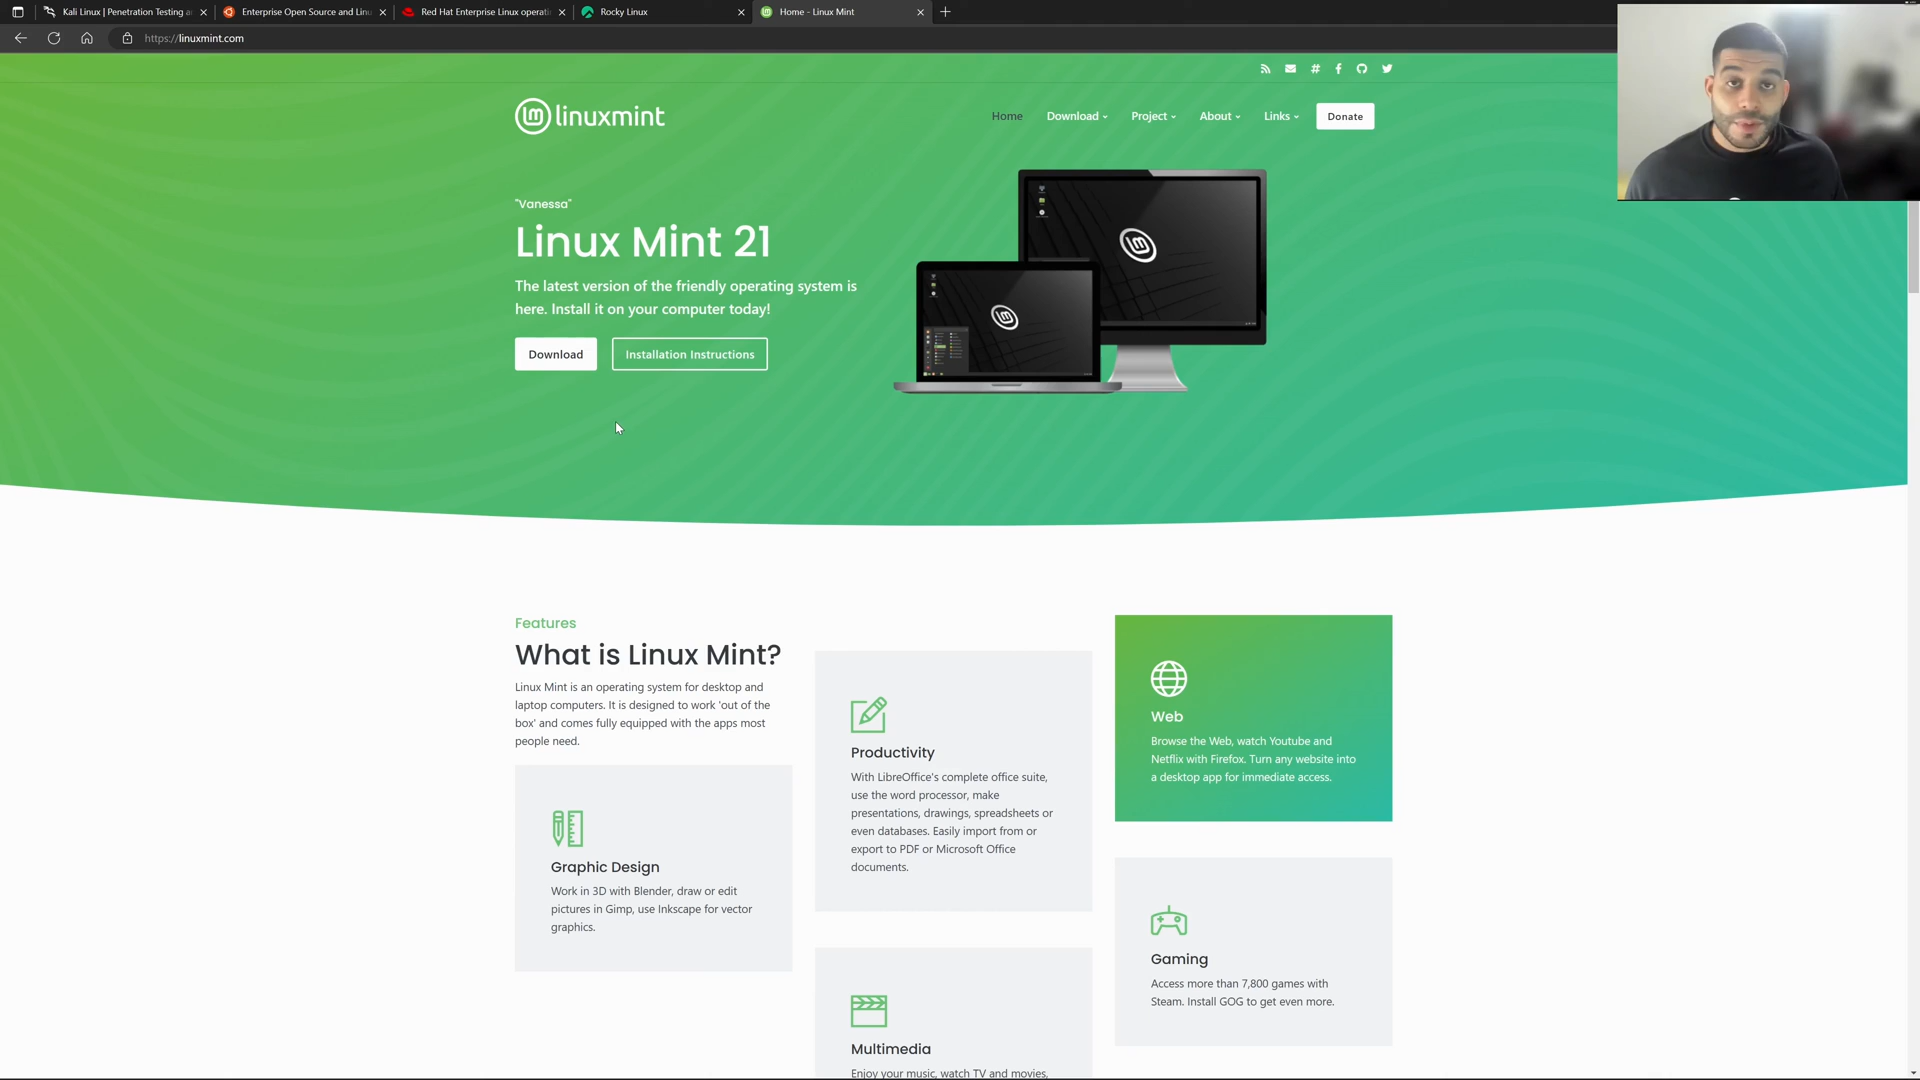 Kali Linux | Penetration Testing a
Enterprise Open Source and Linu
Red Hat Enterprise Linux operati
Rocky Linux
Home - Linux Mint
https://linuxmint.com
linuxmint
Home
Download
Project
About
Links
Donate
"Vanessa"
Linux Mint 21
The latest version of the friendly operating system is
here. Install it on your computer today!
Download
Installation Instructions
Features
What is Linux Mint?
Linux Mint is an operating system for desktop and
laptop computers. It is designed to work 'out of the
box' and comes fully equipped with the apps most
people need.
Graphic Design
Work in 3D with Blender, draw or edit
pictures in Gimp, use Inkscape for vector
graphics.
Productivity
With LibreOffice's complete office suite,
use the word processor, make
presentations, drawings, spreadsheets or
even databases. Easily import from or
export to PDF or Microsoft Office
documents.
Multimedia
Enjoy your music, watch TV and movies,
Web
Browse the Web, watch Youtube and
Netflix with Firefox. Turn any website into
a desktop app for immediate access.
Gaming
Access more than 7,800 games with
Steam. Install GOG to get even more.